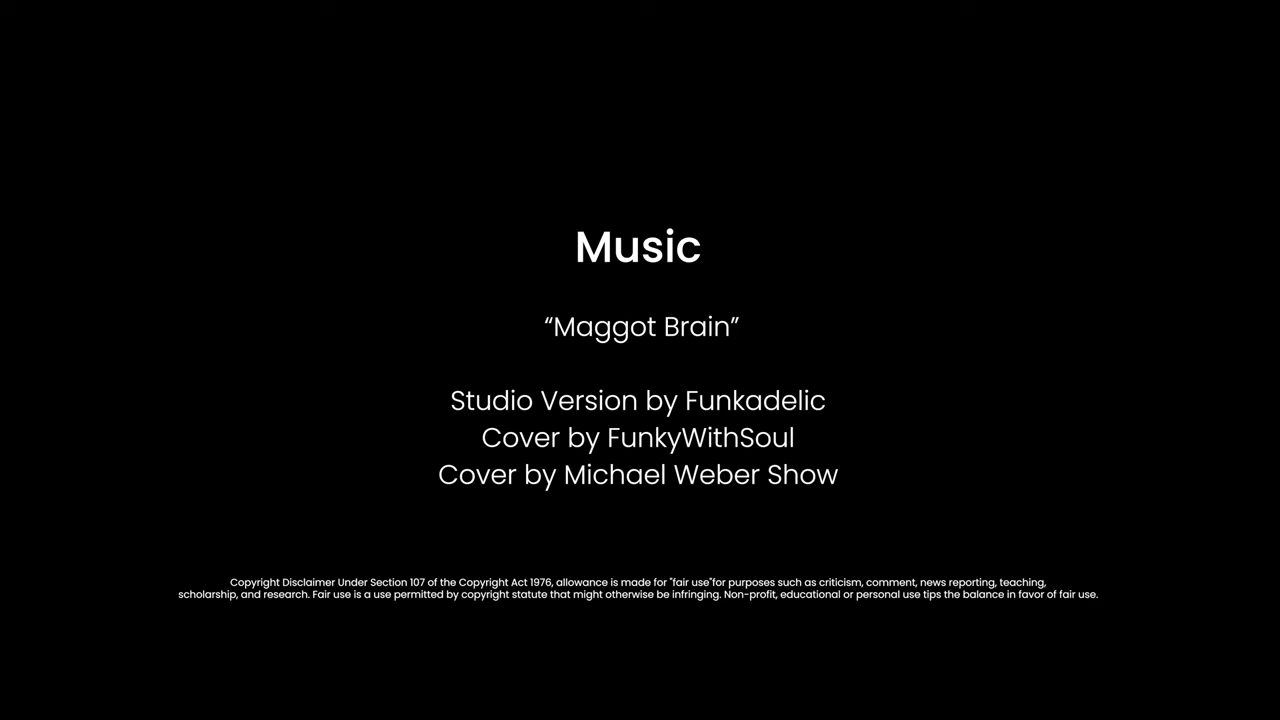 Music
“Maggot Brain”
Studio Version by Funkadelic
Cover by FunkyWithSoul
Cover by Michael Weber Show
Copyright Disclaimer Under Section 107 of the Copyright Act 1976, allowance is made for "fair use"for purposes such as criticism, comment, news reporting, teaching,
scholarship, and research. Fair use is a use permitted by copyright statute that might otherwise be infringing. Non-profit, educational or personal use tips the balance in favor of fair use.